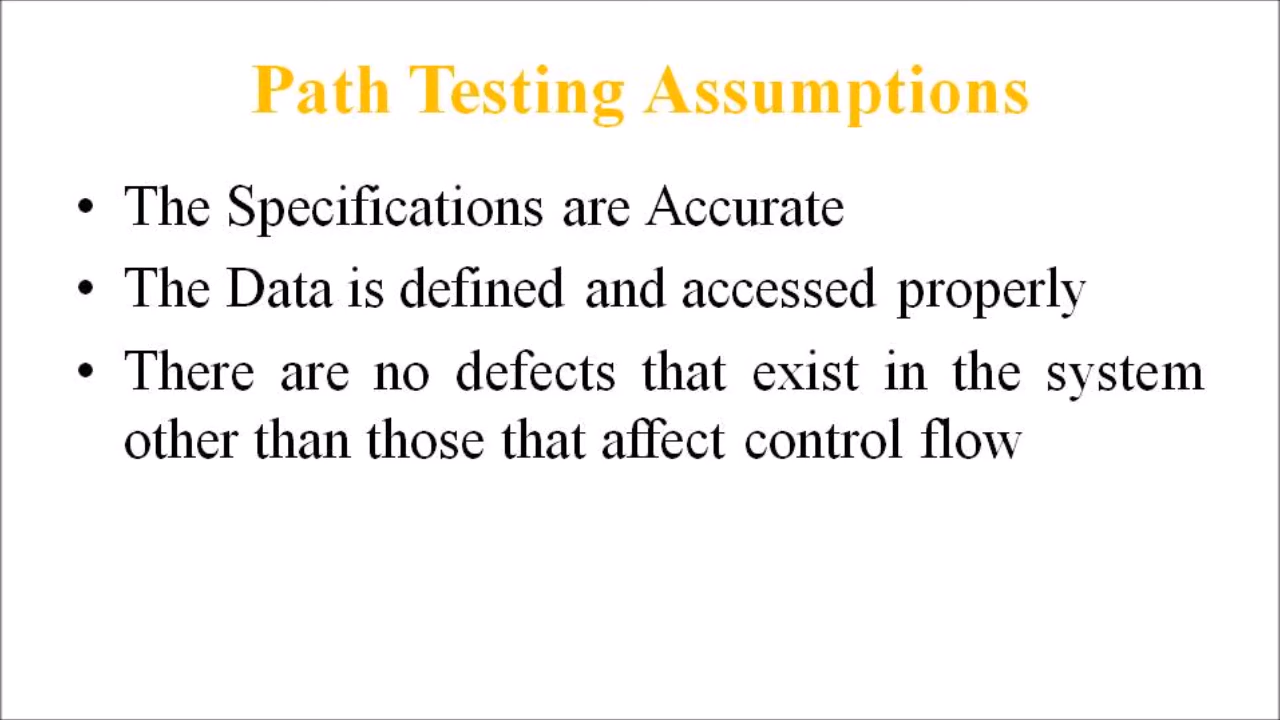 Path Testing Assumptions
• The Specifications are Accurate
• The Data is defined and accessed properly
• There are no defects that exist in the system
other than those that affect control flow